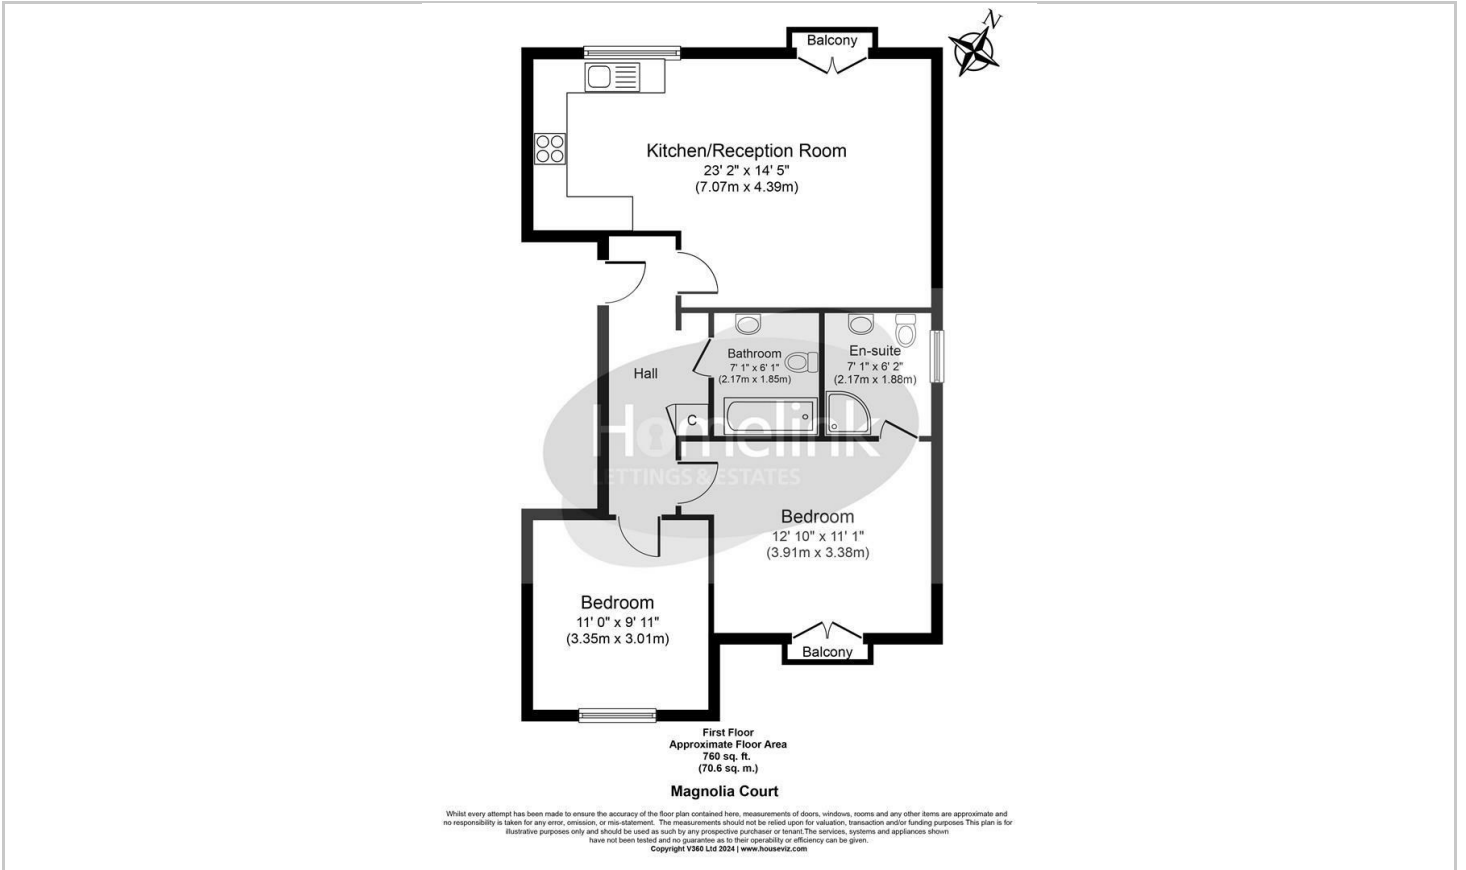 N
Balcony
Kitchen/Reception Room
23' 2" x 14' 5"
(7.07m x 4.39m)
Bathroom
7' 1" x 6' 1"
(2.17m x 1.85m)
En-suite
7' 1" x 6' 2"
(2.17m x 1.88m)
Hall
C
Homelink
LETTINGS & ESTATES
Bedroom
12' 10" x 11' 1"
(3.91m x 3.38m)
Bedroom
11' 0" x 9' 11"
(3.35m x 3.01m)
Balcony
First Floor
Approximate Floor Area
760 sq. ft.
(70.6 sq. m.)
Magnolia Court
Whilst every attempt has been made to ensure the accuracy of the floor plan contained here, measurements of doors, windows, rooms and any other items are approximate and
no responsibility is taken for any error, omission, or mis-statement. The measurements should not be relied upon for valuation, transaction and/or funding purposes This plan is for
illustrative purposes only and should be used as such by any prospective purchaser or tenant.The services, systems and appliances shown
have not been tested and no guarantee as to their operability or efficiency can be given.
Copyright V360 Ltd 2024 | www.houseviz.com